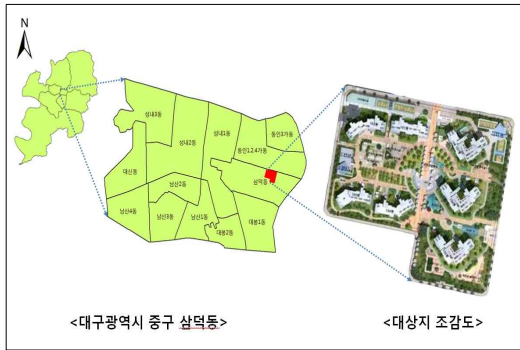 N
성내3동
성내2동
성내1동
동인3가동
동인1.2.4가동
대신동
삼덕동
남산2동
남산4동
남산3동
남산1동
대봉1동
대봉2동
<대구광역시 중구 삼덕동>
<대상지 조감도>